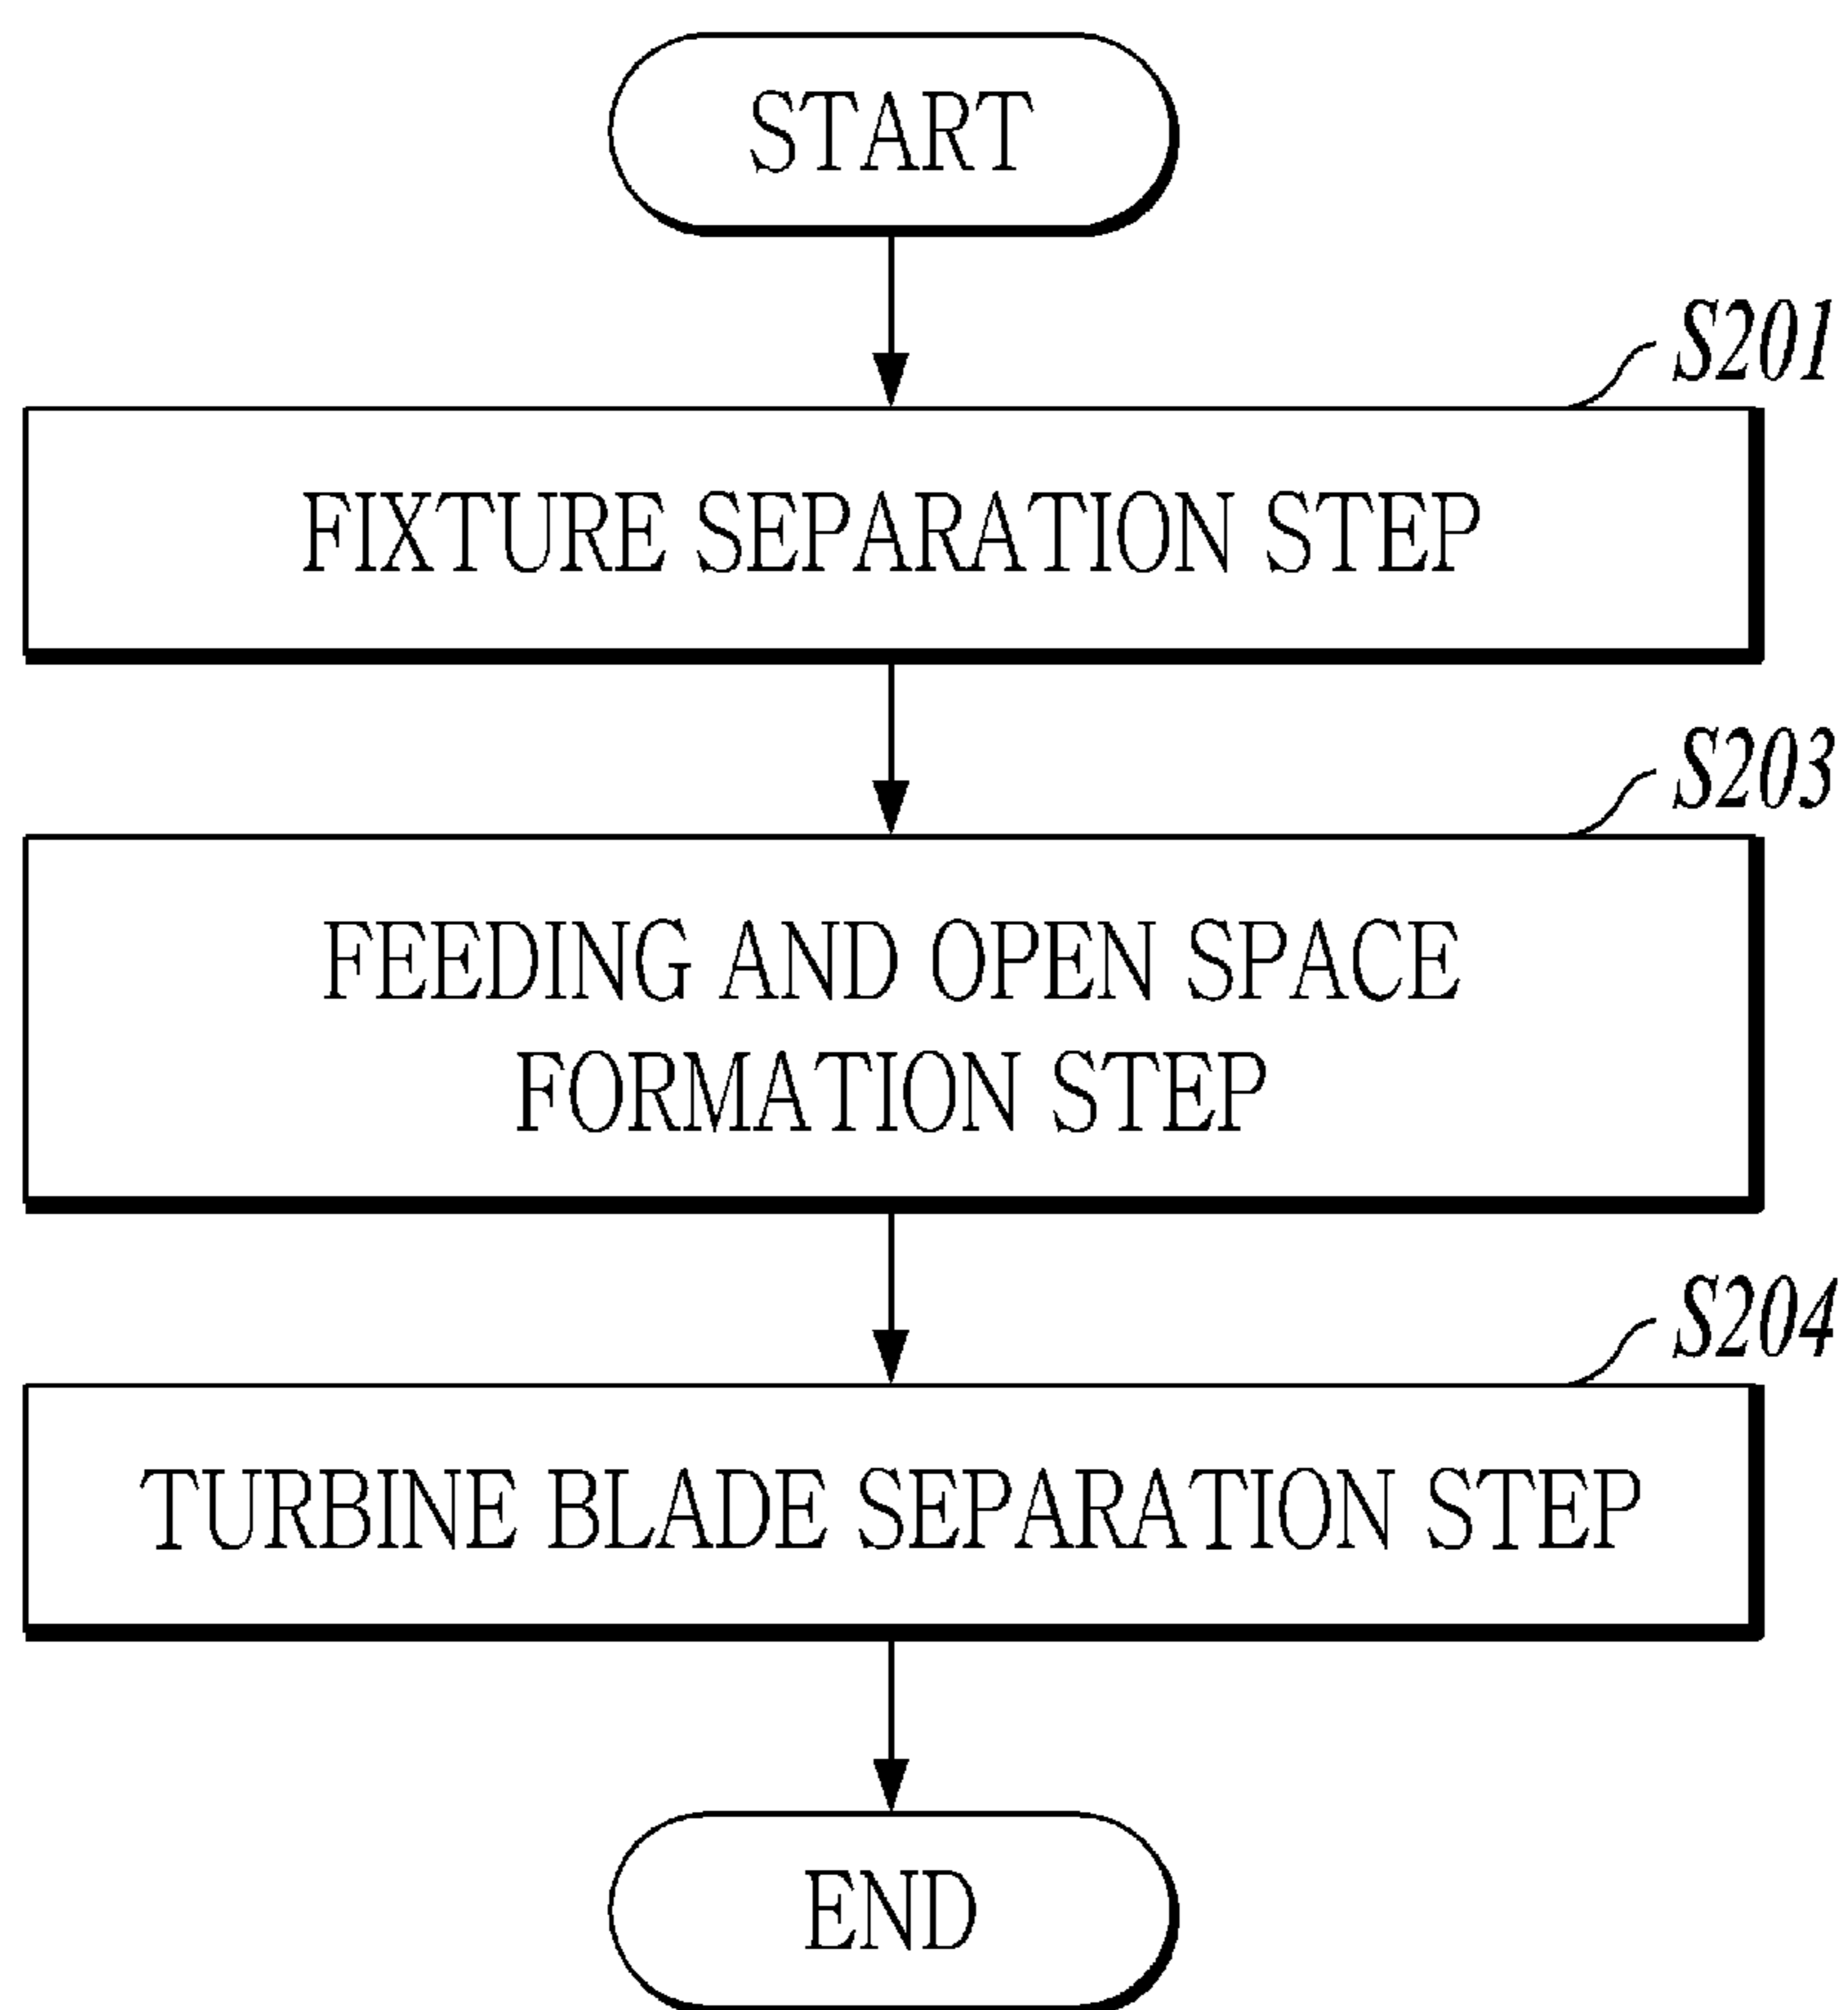 START
S201
FIXTURE SEPARATION STEP
S203
FEEDING AND OPEN SPACE
FORMATION STEP
S204
TURBINE BLADE SEPARATION STEP
END